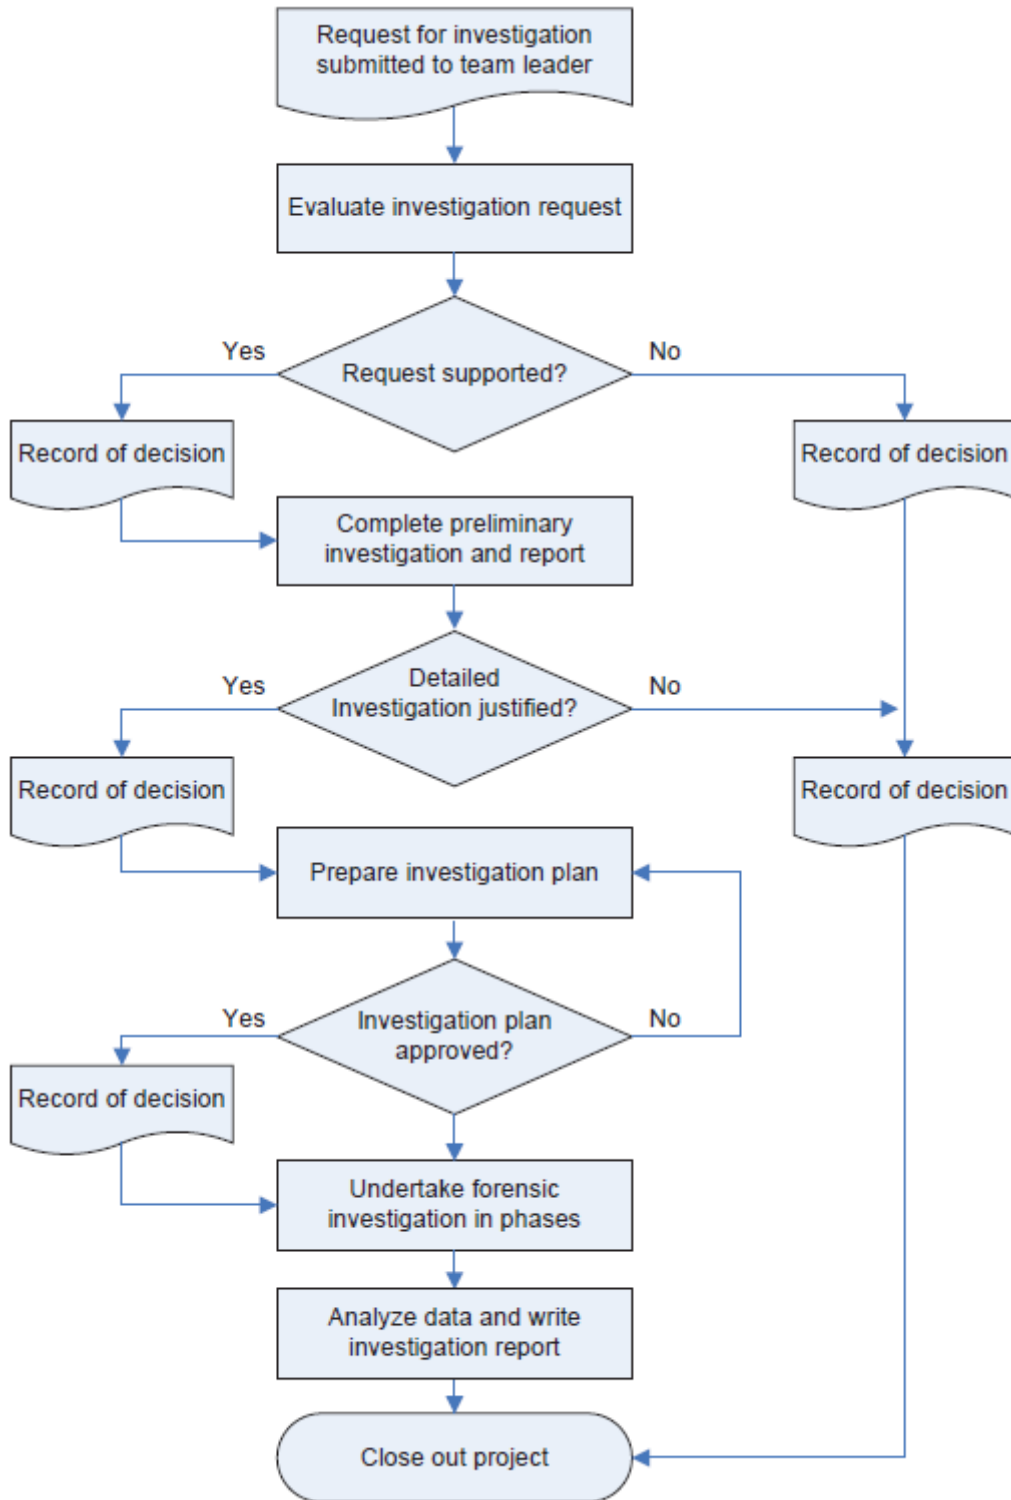 Request for investigation
submitted to team leader
Evaluate investigation request
Yes
No
Request supported?
Record of decision
Record of decision
Complete preliminary
investigation and report
Yes
Detailed
Investigation justified?
No
Record of decision
Record of decision
Prepare investigation plan
Yes
Investigation plan
approved?
No
Record of decision
Undertake forensic
investigation in phases
Analyze data and write
investigation report
Close out project